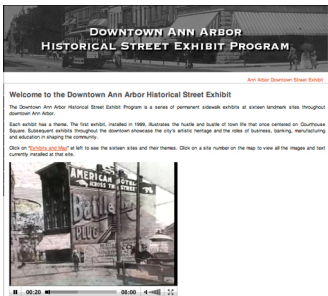 DOWNTOWN ANN ARBOR
HISTORICAL STREET EXHIBIT PROGRAM
Ann Arbor Downtown Street Exhibit
Welcome to the Downtown Ann Arbor Historical Street Exhibit
The Downtown Ann Arbor Historical Street Exhibit Program is a series of permanent sidewalk exhibits at sixteen landmark sites throughout
downtown Ann Arbor.
Each exhibit has a theme. The first exhibit, installed in 1999, illustrates the hustle and bustle of town life that once centered on Courthouse
Square. Subsequent exhibits throughout the downtown showcase the city's artistic heritage and the roles of business, banking, manufacturing
and education in shaping the community.
Click on "Exhibits and Map" at left to see the sixteen sites and their themes. Click on a site number on the map to view all the images and text
currently installed at that site.
AMERICAN HOTEL
ACROSS THE STREET
PLUG
00:20
08:00